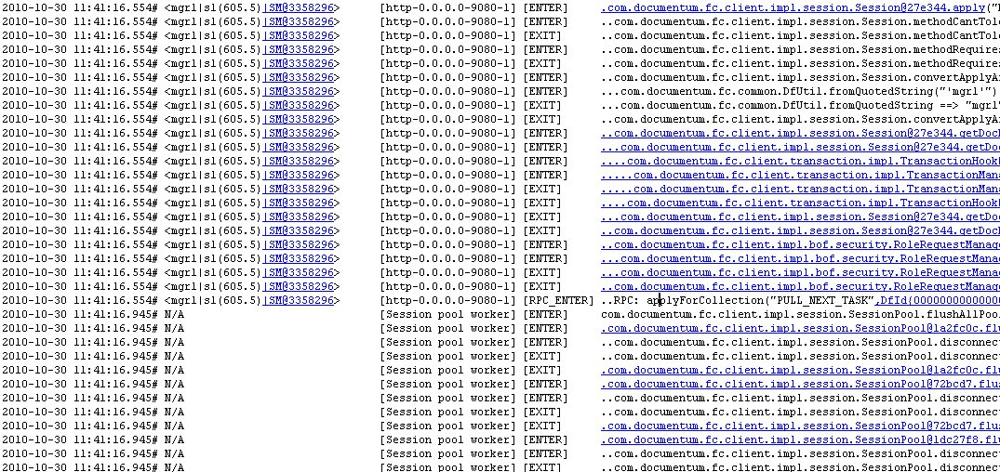 2010-10-30 11:41:16.554# <mgrl|sl(605.5)|SM@3358296> [http-0.0.0.0-9080-1] [ENTER] .com.documentum.fc.client.impl.session.Session@27e344.apply("
2010-10-30 11:41:16.554# <mgrl|sl(605.5)|SM@3358296> [http-0.0.0.0-9080-1] [ENTER] ..com.documentum.fc.client.impl.session.Session.methodCantTol
2010-10-30 11:41:16.554# <mgrl|sl(605.5)|SM@3358296> [http-0.0.0.0-9080-1] [EXIT] ..com.documentum.fc.client.impl.session.Session.methodCantTol
2010-10-30 11:41:16.554# <mgrl|sl(605.5)|SM@3358296> [http-0.0.0.0-9080-1] [ENTER] ..com.documentum.fc.client.impl.session.Session.methodRequire
2010-10-30 11:41:16.554# <mgrl|sl(605.5)|SM@3358296> [http-0.0.0.0-9080-1] [EXIT] ..com.documentum.fc.client.impl.session.Session.methodRequire
2010-10-30 11:41:16.554# <mgrl|sl(605.5)|SM@3358296> [http-0.0.0.0-9080-1] [ENTER] ..com.documentum.fc.client.impl.session.Session.convertApplyA
2010-10-30 11:41:16.554# <mgrl|sl(605.5)|SM@3358296> [http-0.0.0.0-9080-1] [ENTER] ...com.documentum.fc.common.DfUtil.fromQuotedString("'mgrl'")
2010-10-30 11:41:16.554# <mgrl|sl(605.5)|SM@3358296> [http-0.0.0.0-9080-1] [EXIT] ...com.documentum.fc.common.DfUtil.fromQuotedString ==> "mgrl"
2010-10-30 11:41:16.554# <mgrl|sl(605.5)|SM@3358296> [http-0.0.0.0-9080-1] [EXIT] ..com.documentum.fc.client.impl.session.Session.convertApplyA
2010-10-30 11:41:16.554# <mgrl|sl(605.5)|SM@3358296> [http-0.0.0.0-9080-1] [ENTER] ..com.documentum.fc.client.impl.session.Session@27e344.getDoc
2010-10-30 11:41:16.554# <mgrl|sl(605.5)|SM@3358296> [http-0.0.0.0-9080-1] [ENTER] ...com.documentum.fc.client.impl.session.Session@27e344.getDo
2010-10-30 11:41:16.554# <mgrl|sl(605.5)|SM@3358296> [http-0.0.0.0-9080-1] [ENTER] ....com.documentum.fc.client.transaction.impl.TransactionHook
2010-10-30 11:41:16.554# <mgrl|sl(605.5)|SM@3358296> [http-0.0.0.0-9080-1] [ENTER] .....com.documentum.fc.client.transaction.impl.TransactionMan
2010-10-30 11:41:16.554# <mgrl|sl(605.5)|SM@3358296> [http-0.0.0.0-9080-1] [EXIT] .....com.documentum.fc.client.transaction.impl.TransactionMan
2010-10-30 11:41:16.554# <mgrl|sl(605.5)|SM@3358296> [http-0.0.0.0-9080-1] [EXIT] ....com.documentum.fc.client.transaction.impl.TransactionHook
2010-10-30 11:41:16.554# <mgrl|sl(605.5)|SM@3358296> [http-0.0.0.0-9080-1] [EXIT] ...com.documentum.fc.client.impl.session.Session@27e344.getDo
2010-10-30 11:41:16.554# <mgrl|sl(605.5)|SM@3358296> [http-0.0.0.0-9080-1] [EXIT] ..com.documentum.fc.client.impl.session.Session@27e344.getDoc
2010-10-30 11:41:16.554# <mgrl|sl(605.5)|SM@3358296> [http-0.0.0.0-9080-1] [ENTER] ..com.documentum.fc.client.impl.bof.security.RoleRequestManag
2010-10-30 11:41:16.554# <mgrl|sl(605.5)|SM@3358296> [http-0.0.0.0-9080-1] [ENTER] ...com.documentum.fc.client.impl.bof.security.RoleRequestMana
2010-10-30 11:41:16.554# <mgrl|sl(605.5)|SM@3358296> [http-0.0.0.0-9080-1] [EXIT] ...com.documentum.fc.client.impl.bof.security.RoleRequestMana
2010-10-30 11:41:16.554# <mgrl|sl(605.5)|SM@3358296> [http-0.0.0.0-9080-1] [EXIT] ..com.documentum.fc.client.impl.bof.security.RoleRequestManag
2010-10-30 11:41:16.554# <mgrl|sl(605.5)|SM@3358296> [http-0.0.0.0-9080-1] [RPC_ENTER] ..RPC: applyForCollection("PULL_NEXT_TASK",DfId(0000000000000
2010-10-30 11:41:16.945# N/A [Session pool worker] [ENTER] com.documentum.fc.client.impl.session.SessionPool.flushAllPoo
2010-10-30 11:41:16.945# N/A [Session pool worker] [ENTER] .com.documentum.fc.client.impl.session.SessionPool@1a2fc0c.fl
2010-10-30 11:41:16.945# N/A [Session pool worker] [ENTER] ..com.documentum.fc.client.impl.session.SessionPool.disconnec
2010-10-30 11:41:16.945# N/A [Session pool worker] [EXIT] ..com.documentum.fc.client.impl.session.SessionPool.disconnec
2010-10-30 11:41:16.945# N/A [Session pool worker] [EXIT] .com.documentum.fc.client.impl.session.SessionPool@1a2fc0c.flu
2010-10-30 11:41:16.945# N/A [Session pool worker] [ENTER] .com.documentum.fc.client.impl.session.SessionPool@72bcd7.flus
2010-10-30 11:41:16.945# N/A [Session pool worker] [ENTER] ..com.documentum.fc.client.impl.session.SessionPool.disconnec
2010-10-30 11:41:16.945# N/A [Session pool worker] [EXIT] ..com.documentum.fc.client.impl.session.SessionPool.disconnec
2010-10-30 11:41:16.945# N/A [Session pool worker] [EXIT] .com.documentum.fc.client.impl.session.SessionPool@72bcd7.flus
2010-10-30 11:41:16.945# N/A [Session pool worker] [ENTER] .com.documentum.fc.client.impl.session.SessionPool@1dc27f8.flu
2010-10-30 11:41:16.945# N/A [Session pool worker] [ENTER] ..com.documentum.fc.client.impl.session.SessionPool.disconnec
2010-10-30 11:41:16.945# N/A [Session pool worker] [EXIT] ..com.documentum.fc.client.impl.session.SessionPool.disconnec